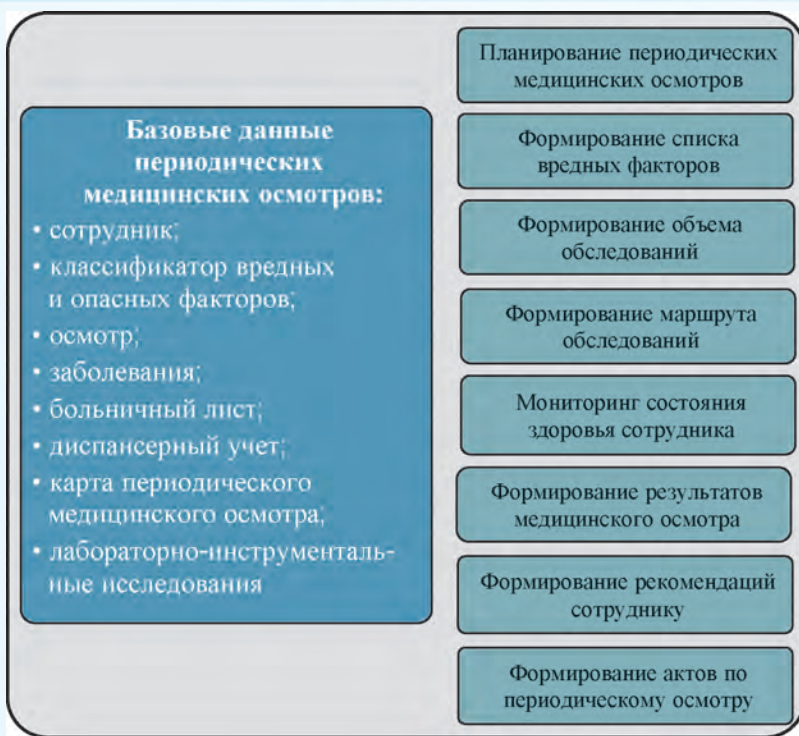 Базовые данные
периодических
медицинских осмотров:
• сотрудник;
• классификатор вредных
и опасных факторов;
• осмотр;
• заболевания;
• больничный лист;
• диспансерный учет;
• карта периодического
медицинского осмотра;
• лабораторно-инструменталь-
ные исследования
Планирование периодических
медицинских осмотров
Формирование списка
вредных факторов
Формирование объема
обследований
Формирование маршрута
обследований
Мониторинг состояния
здоровья сотрудника
Формирование результатов
медицинского осмотра
Формирование рекомендаций
сотруднику
Формирование актов по
периодическому осмотру